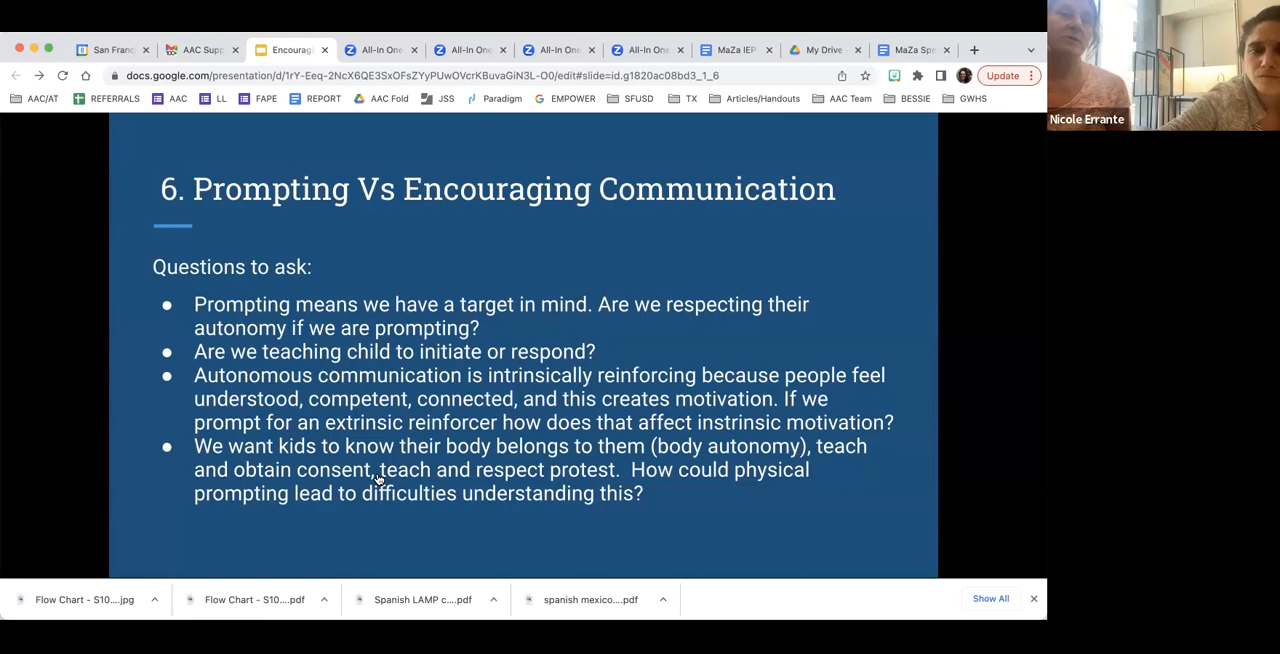 San Franc
AAC Supp
Encouragi
All-In One
All-In One
All-In One
All-In One
MaZa IEP
My Drive -
MaZa Spe
docs.google.com/presentation/d/1rY-Eeq-2NcX6QE3SxOFsZYyPUwOVcrKBuvaGiN3L-O0/edit#slide=id.g1820ac08bd3_1_6
Update
AAC/AT
REFERRALS
AAC
LL
FAPE
REPORT
AAC Fold
JSS
Paradigm
EMPOWER
SFUSD
TX
Articles/Handouts
AAC Team
BESSIE
GWHS
Nicole Errante
6. Prompting Vs Encouraging Communication
Questions to ask:
● Prompting means we have a target in mind. Are we respecting their
autonomy if we are prompting?
● Are we teaching child to initiate or respond?
● Autonomous communication is intrinsically reinforcing because people feel
understood, competent, connected, and this creates motivation. If we
prompt for an extrinsic reinforcer how does that affect instrinsic motivation?
● We want kids to know their body belongs to them (body autonomy), teach
and obtain consent, teach and respect protest. How could physical
prompting lead to difficulties understanding this?
Flow Chart - S10....jpg
Flow Chart - S10....pdf
Spanish LAMP c....pdf
spanish mexico....pdf
Show All